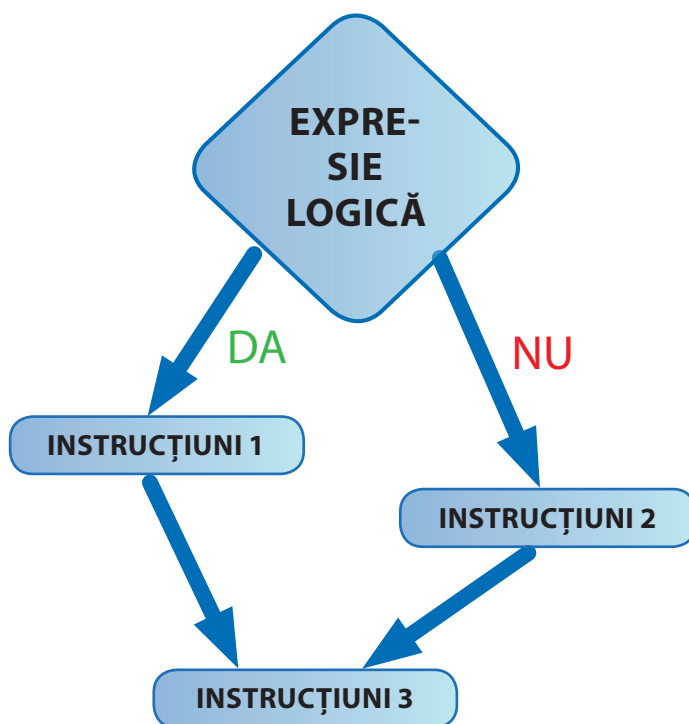 EXPRE-
SIE
LOGICĂ
DA
NU
INSTRUCȚIUNI 1
INSTRUCȚIUNI 2
INSTRUCȚIUNI 3